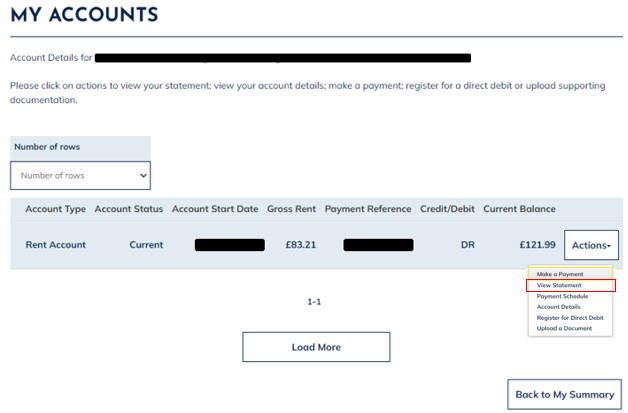 MY ACCOUNTS
Account Details for
Please click on actions to view your statement; view your account details; make a payment; register for a direct debit or upload supporting
documentation.
Number of rows
Number of rows
Account Type Account Status Account Start Date Gross Rent Payment Reference Credit/Debit Current Balance
Rent Account Current £83.21 DR £121.99 Actions
Make a Payment
View Statement
Payment Schedule
Account Details
Register for Direct Debit
Upload a Document
1-1
Load More
Back to My Summary